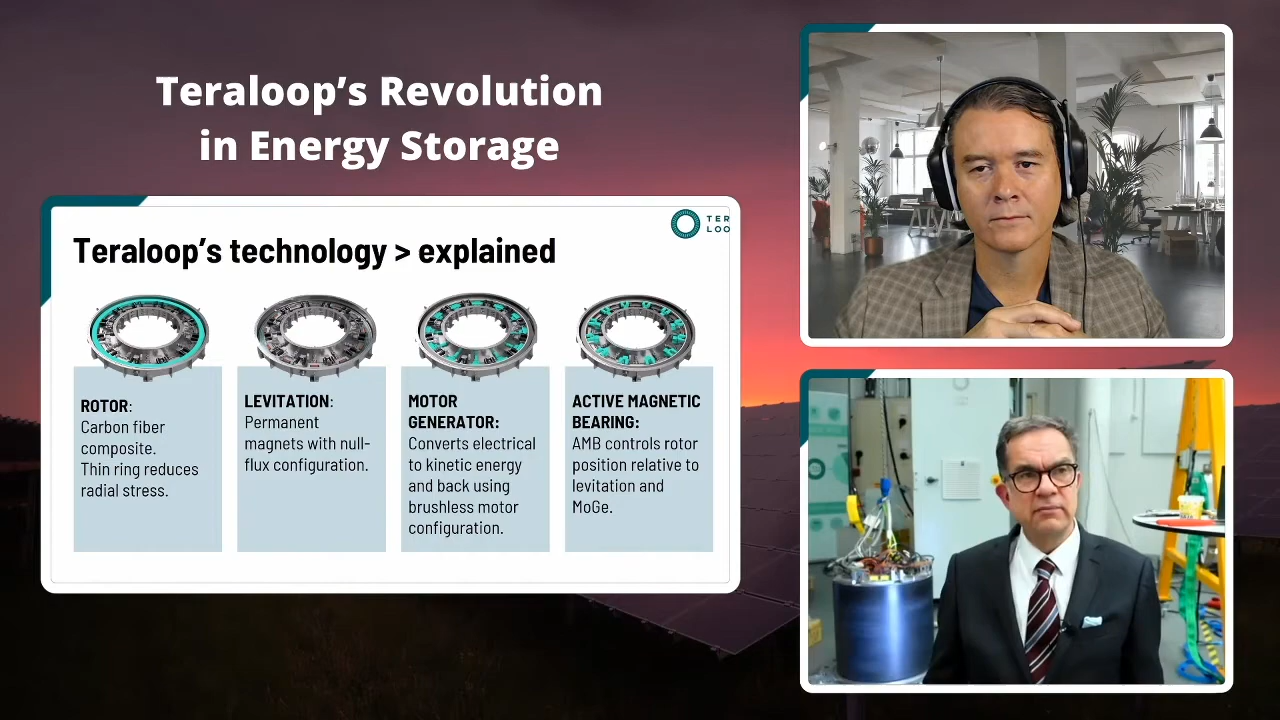 Teraloop’s Revolution
in Energy Storage
TER
LOO
Teraloop’s technology > explained
ROTOR:
Carbon fiber
composite.
Thin ring reduces
radial stress.
LEVITATION:
Permanent
magnets with null-
flux configuration.
MOTOR
GENERATOR:
Converts electrical
to kinetic energy
and back using
brushless motor
configuration.
ACTIVE MAGNETIC
BEARING:
AMB controls rotor
position relative to
levitation and
MoGe.